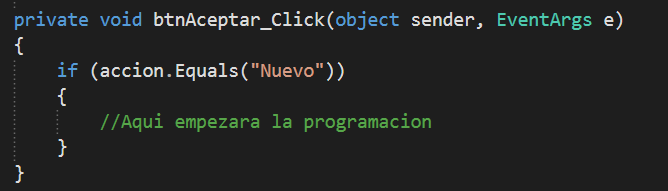 private void btnAceptar_Click(object sender, EventArgs e)
{
if (accion.Equals("Nuevo"))
{
//Aqui empezara la programacion
}
}